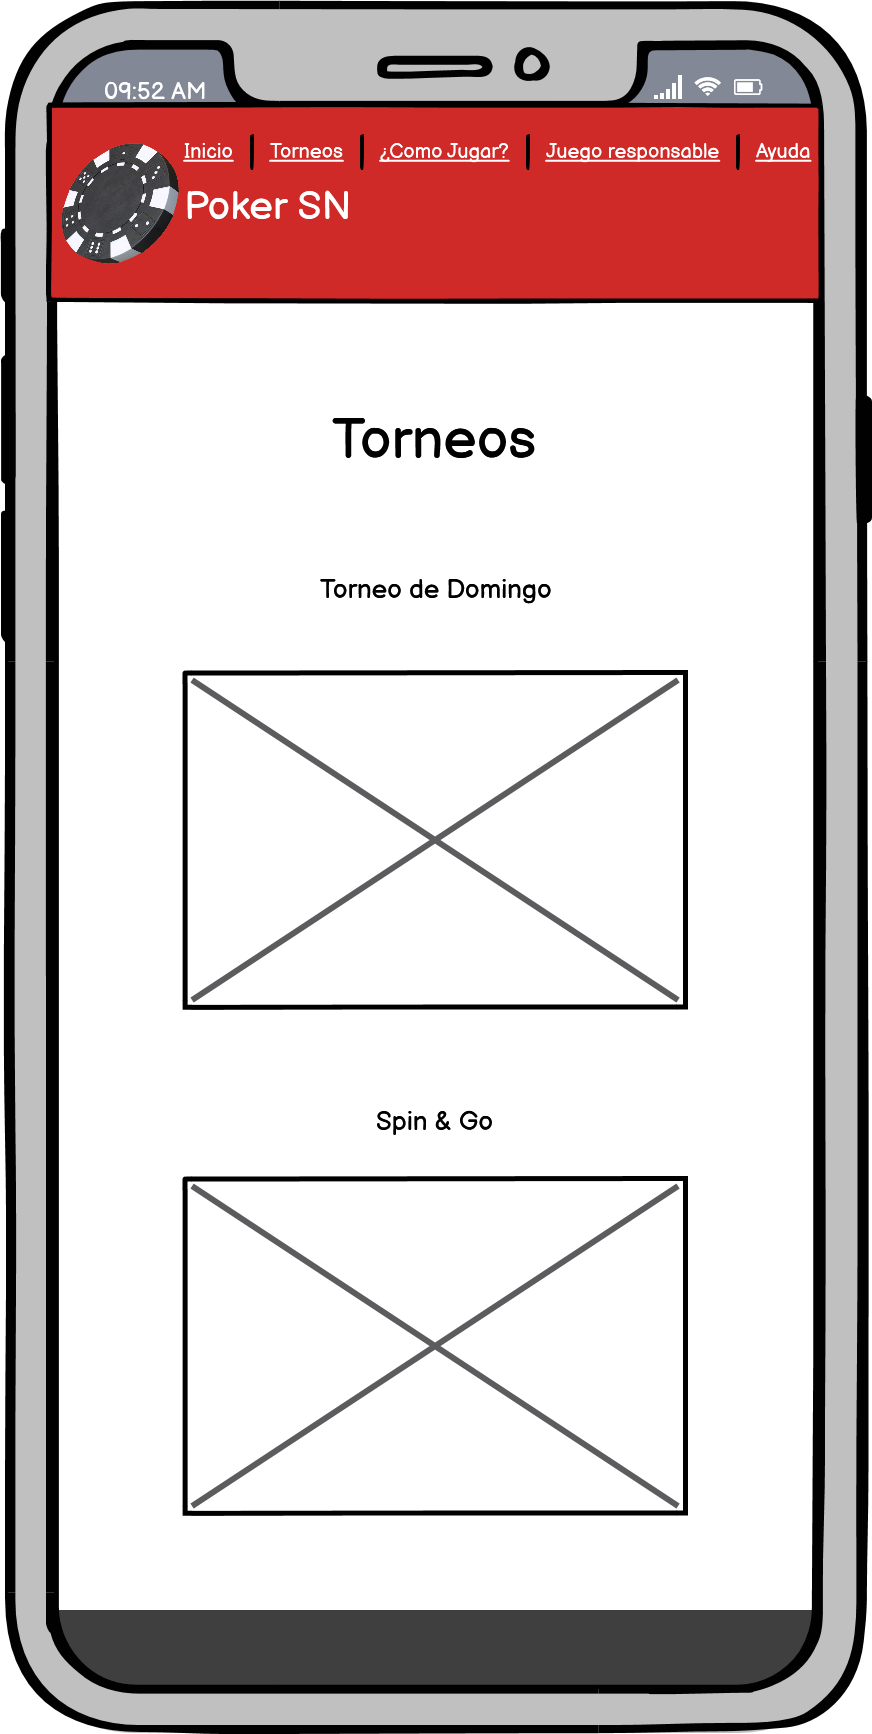 09:52 AM
Inicio Torneos ¿Como Jugar? Juego responsable Ayuda
Poker SN
Torneos
Torneo de Domingo
Spin & Go